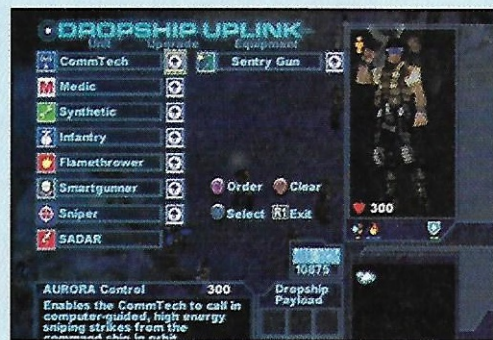 DROPSHIP UPLINK
Unit Upgrade Equipment
CommTech
Sentry Gun
Medic
Synthetic
Infantry
Flamethrower
Smartgunner
Sniper
SADAR
Order Clear
Select R1 Exit
300
10875
AURORA Control 300
Enables the CommTech to call in
computer-guided, high energy
sniping strikes from the
command ship in orbit
Dropship
Payload